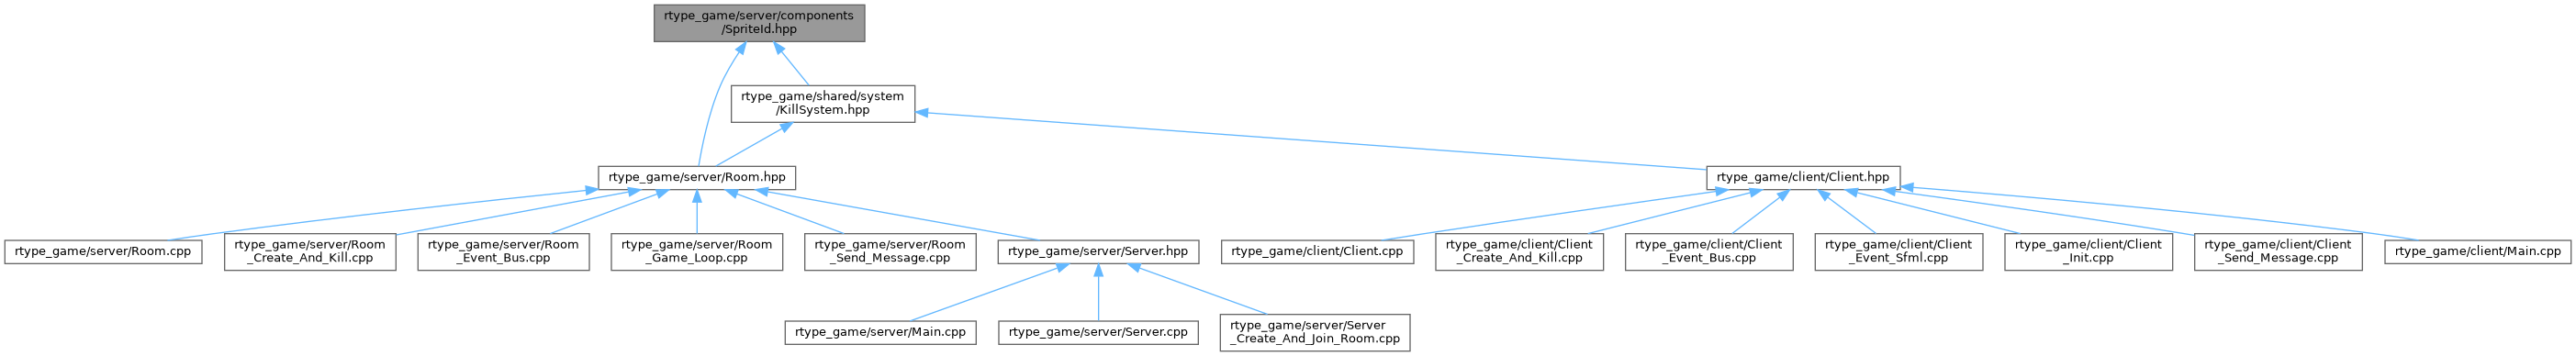 rtype_game/server/components
/SpriteId.hpp
rtype_game/shared/system
/KillSystem.hpp
rtype_game/server/Room.hpp
rtype_game/client/Client.hpp
rtype_game/server/Room.cpp
rtype_game/server/Room
_Create_And_Kill.cpp
rtype_game/server/Room
_Event_Bus.cpp
rtype_game/server/Room
_Game_Loop.cpp
rtype_game/server/Room
_Send_Message.cpp
rtype_game/server/Server.hpp
rtype_game/client/Client.cpp
rtype_game/client/Client
_Create_And_Kill.cpp
rtype_game/client/Client
_Event_Bus.cpp
rtype_game/client/Client
_Event_Sfml.cpp
rtype_game/client/Client
_Init.cpp
rtype_game/client/Client
_Send_Message.cpp
rtype_game/client/Main.cpp
rtype_game/server/Main.cpp
rtype_game/server/Server.cpp
rtype_game/server/Server
_Create_And_Join_Room.cpp